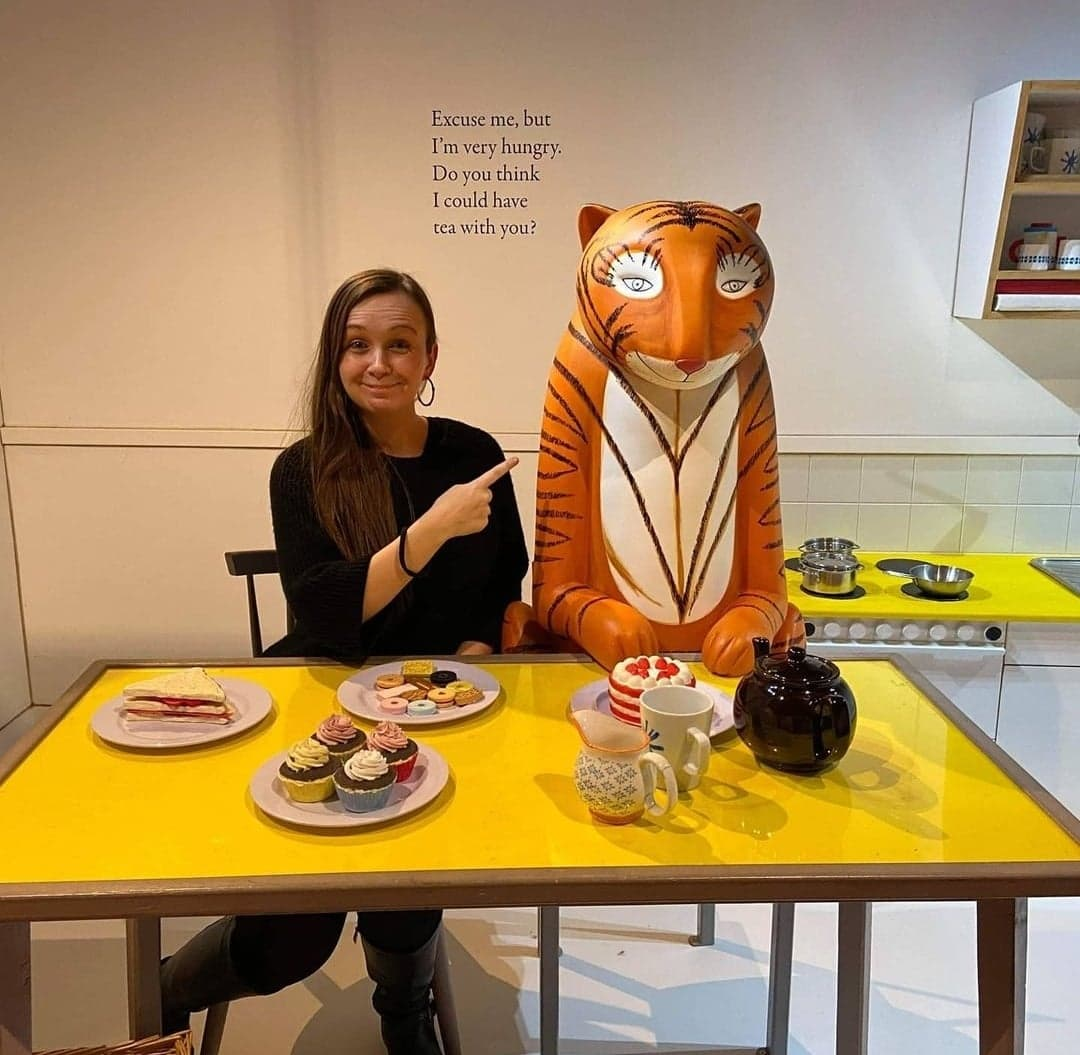 Excuse me, but
I’m very hungry.
Do you think
I could have
tea with you?